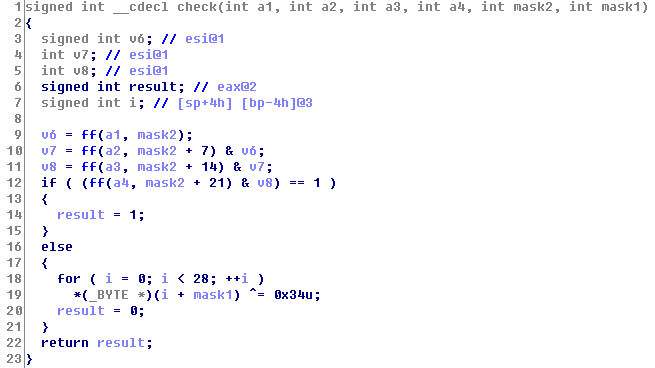 1 signed int __cdecl check(int a1, int a2, int a3, int a4, int mask2, int mask1)
2 {
3   signed int v6; // esi@1
4   int v7; // esi@1
5   int v8; // esi@1
6   signed int result; // eax@2
7   signed int i; // [sp+4h] [bp-4h]@3
8
9   v6 = ff(a1, mask2);
10   v7 = ff(a2, mask2 + 7) & v6;
11   v8 = ff(a3, mask2 + 14) & v7;
12   if ( (ff(a4, mask2 + 21) & v8) == 1 )
13   {
14     result = 1;
15   }
16   else
17   {
18     for ( i = 0; i < 28; ++i )
19       *(_BYTE *)(i + mask1) ^= 0x34u;
20     result = 0;
21   }
22   return result;
23 }